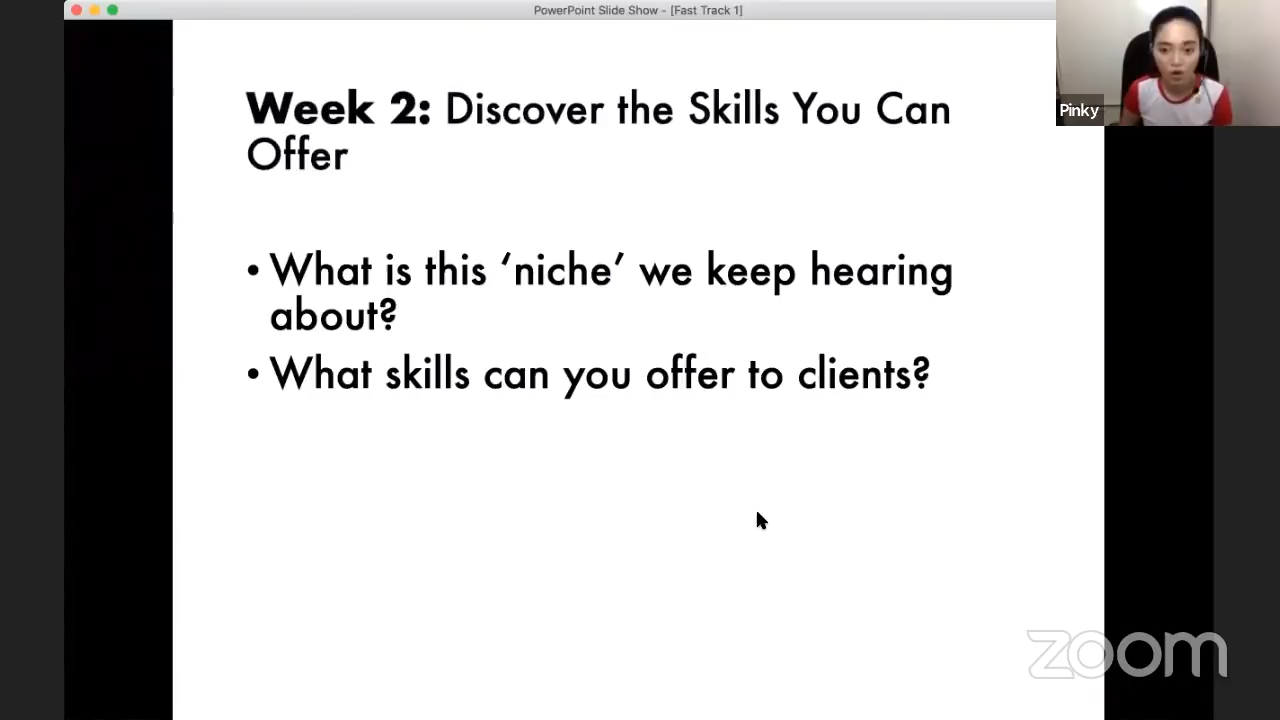 PowerPoint Slide Show - [Fast Track 1]
Pinky
Week 2: Discover the Skills You Can
Offer
• What is this ‘niche’ we keep hearing
about?
• What skills can you offer to clients?
zoom